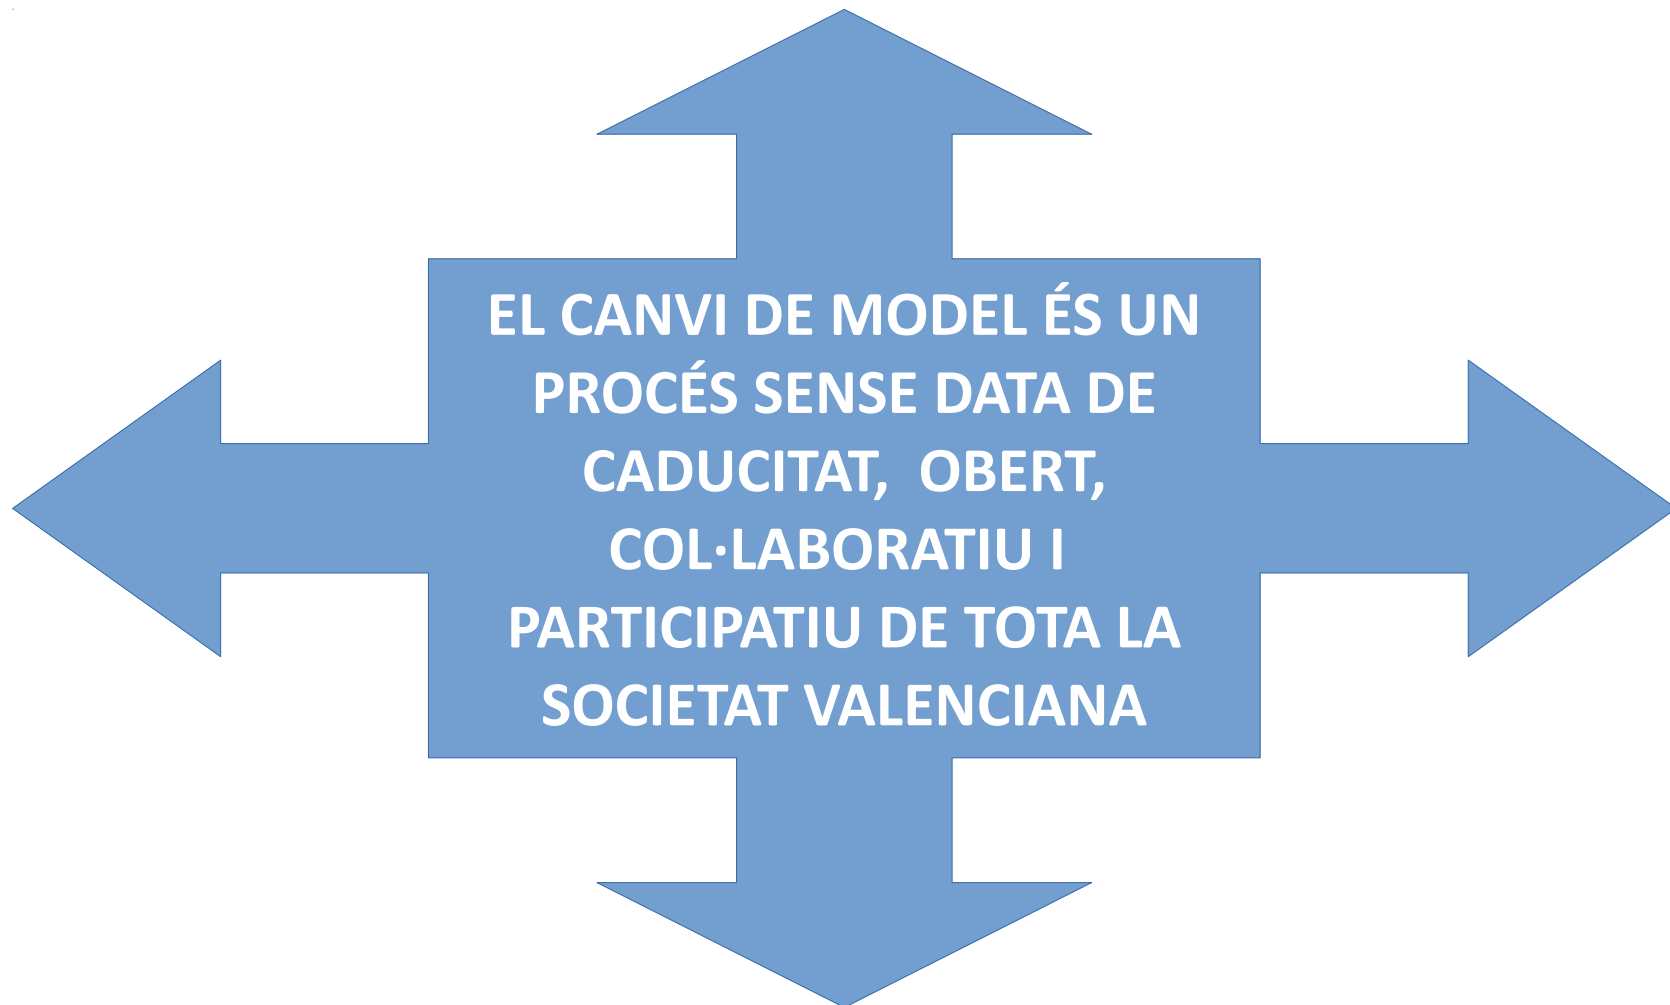 EL CANVI DE MODEL ÉS UN
PROCÉS SENSE DATA DE
CADUCITAT,  OBERT,
COL·LABORATIU I
PARTICIPATIU DE TOTA LA
SOCIETAT VALENCIANA